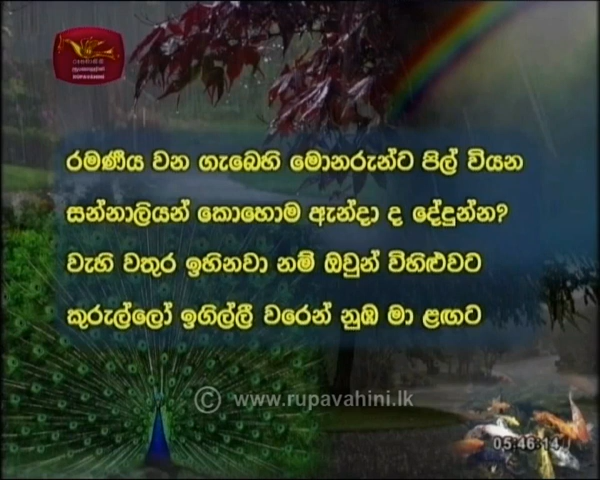 රමණීය වන ගැබෙහි මොනරුන්ට පිල් වියන
සන්නාලියන් කොහොම ඇන්දා ද දේදුන්න?
වැහි වතුර ඉහිනවා නම් ඔවුන් විහිළුවට
කුරුල්ලෝ ඉගිල්ලී වරෙන් නුඹ මා ළඟට
© www.rupavahini.lk
05:46:14